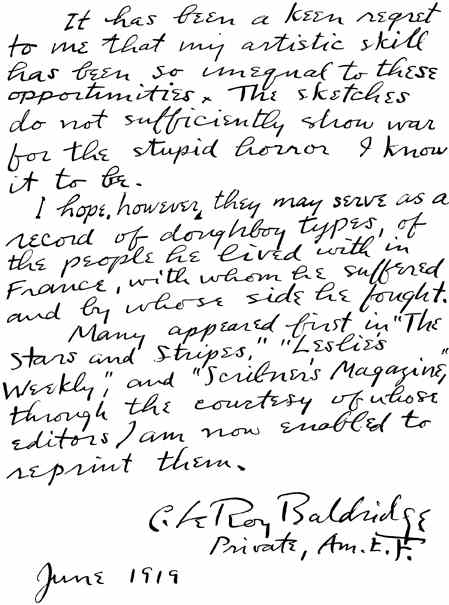 It has been a keen regret
to me that my artistic skill
has been so unequal to these
opportunities. The sketches
do not sufficiently show war
for the stupid horror I know
it to be.
I hope, however, they may serve as a
record of doughboy types, of
the people he lived with in
France, with whom he suffered
and by whose side he fought.
Many appeared first in "The
Stars and Stripes," "Leslie's
Weekly," and "Scribner's Magazine,"
through the courtesy of whose
editors I am now enabled to
reprint them.
C. LeRoy Baldridge
Private, Am. E. F.
June 1919